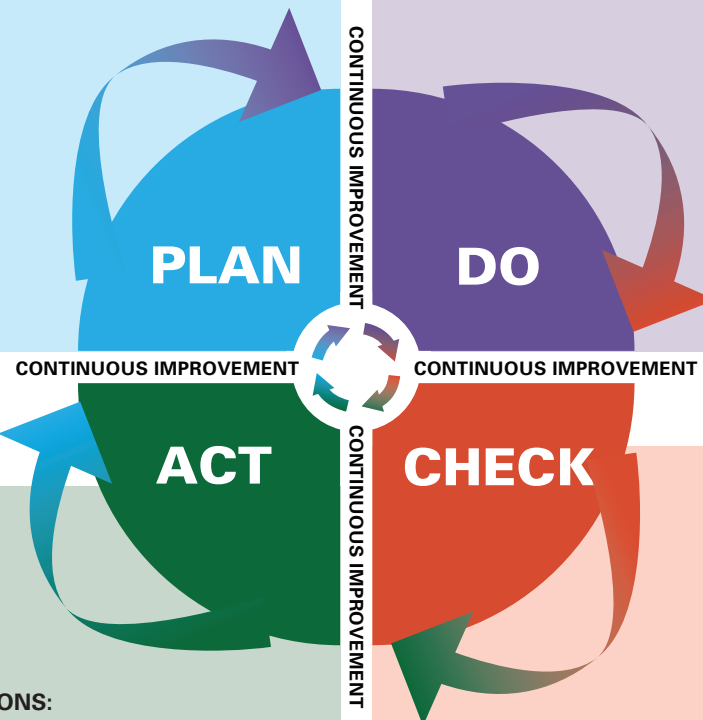 CONTINUOUS IMPROVEMENT
PLAN
DO
CONTINUOUS IMPROVEMENT
CONTINUOUS IMPROVEMENT
ACT
CHECK
CONTINUOUS IMPROVEMENT
ONS: